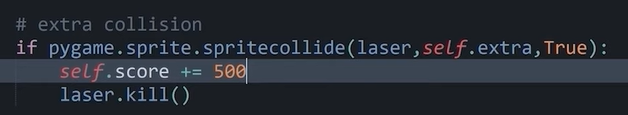 # extra collision
if pygame.sprite.spritecollide(laser,self.extra,True):
self.score += 500
laser.kill()